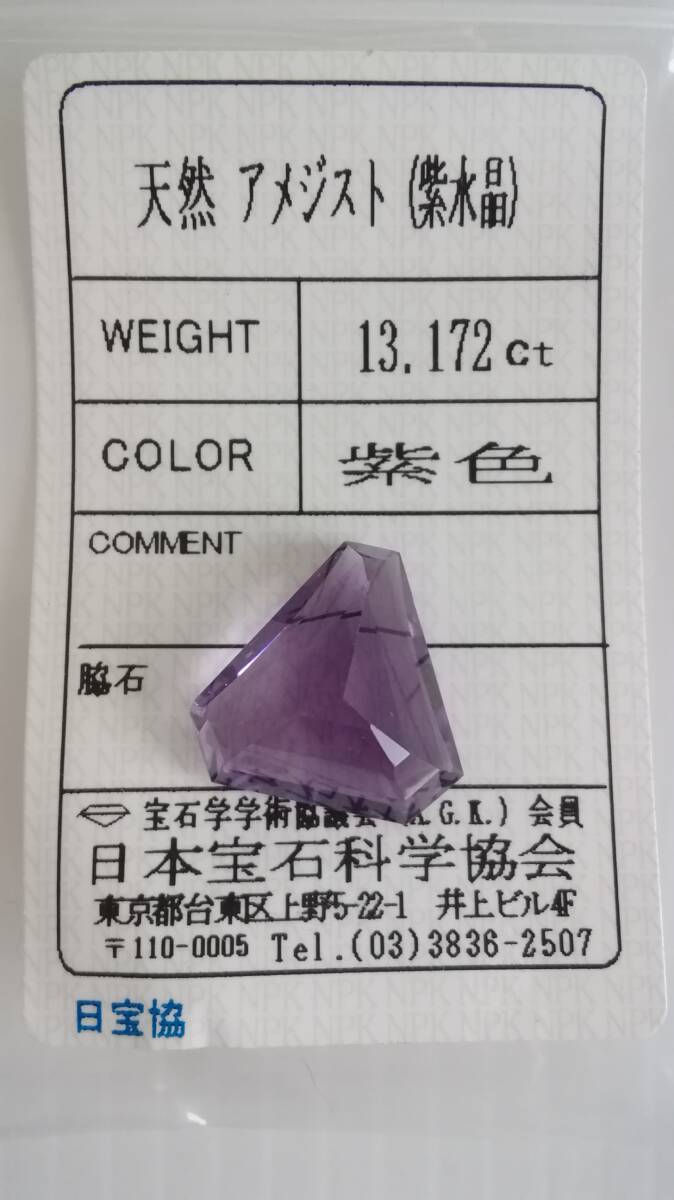 天然 アメジスト (紫水晶)
WEIGHT 13.172ct
COLOR 紫色
COMMENT
脇石
宝石学学術協議会 (A.G.K.) 会員
日本宝石科学協会
東京都台東区上野5-22-1 井上ビル4F
〒110-0005 Tel.(03)3836-2507
日宝協